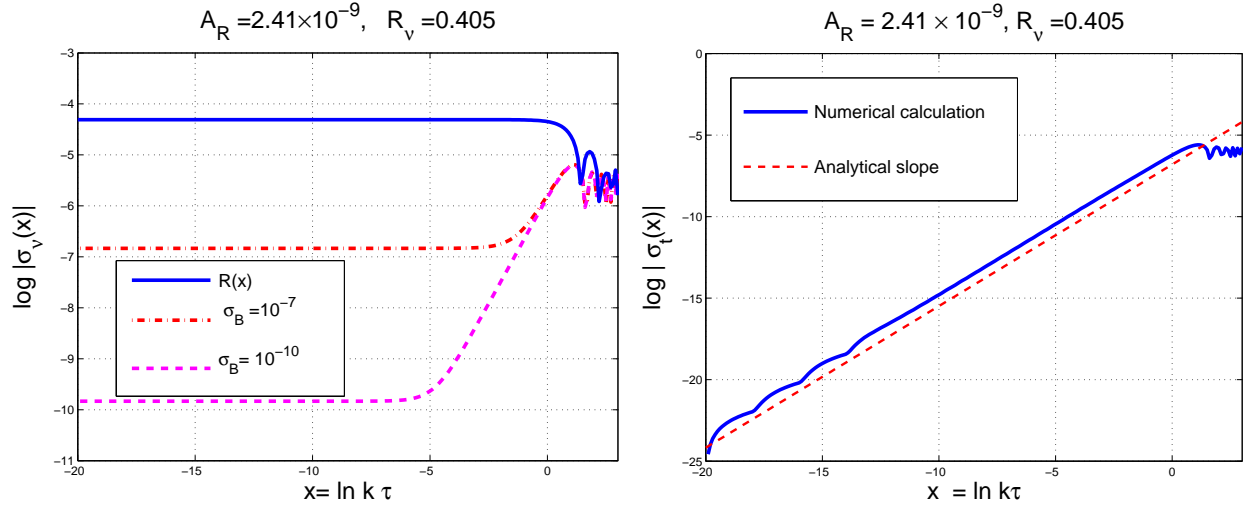 A_R =2.41×10⁻⁹, R_ν =0.405
log |σ_ν(x)|
−3
−4
−5
−6
−7
−8
−9
−10
−11
R(x)
σ_B =10⁻⁷
σ_B= 10⁻¹⁰
−20
−15
−10
−5
0
x= ln k τ
A_R = 2.41 × 10⁻⁹, R_ν =0.405
log | σ_t(x)|
0
−5
−10
−15
−20
−25
Numerical calculation
Analytical slope
−20
−15
−10
−5
0
x = ln kτ